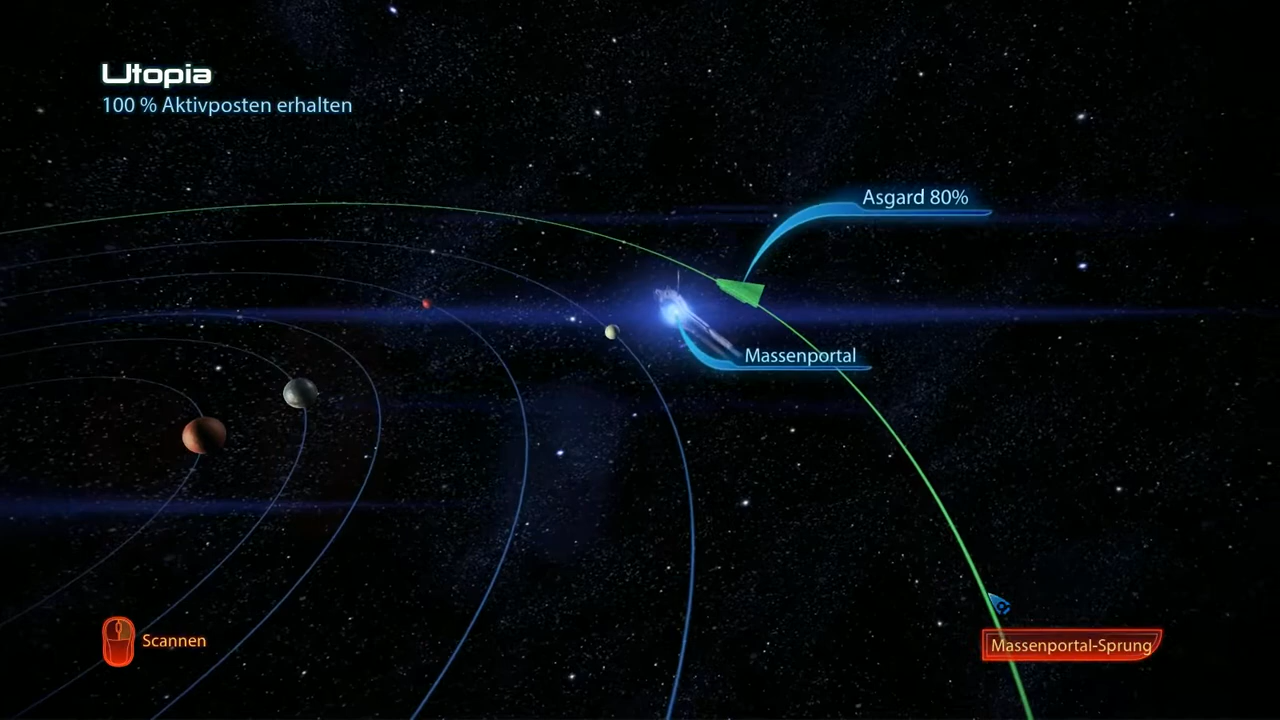 Utopia
100 % Aktivposten erhalten
Asgard 80%
Massenportal
Scannen
Massenportal-Sprung